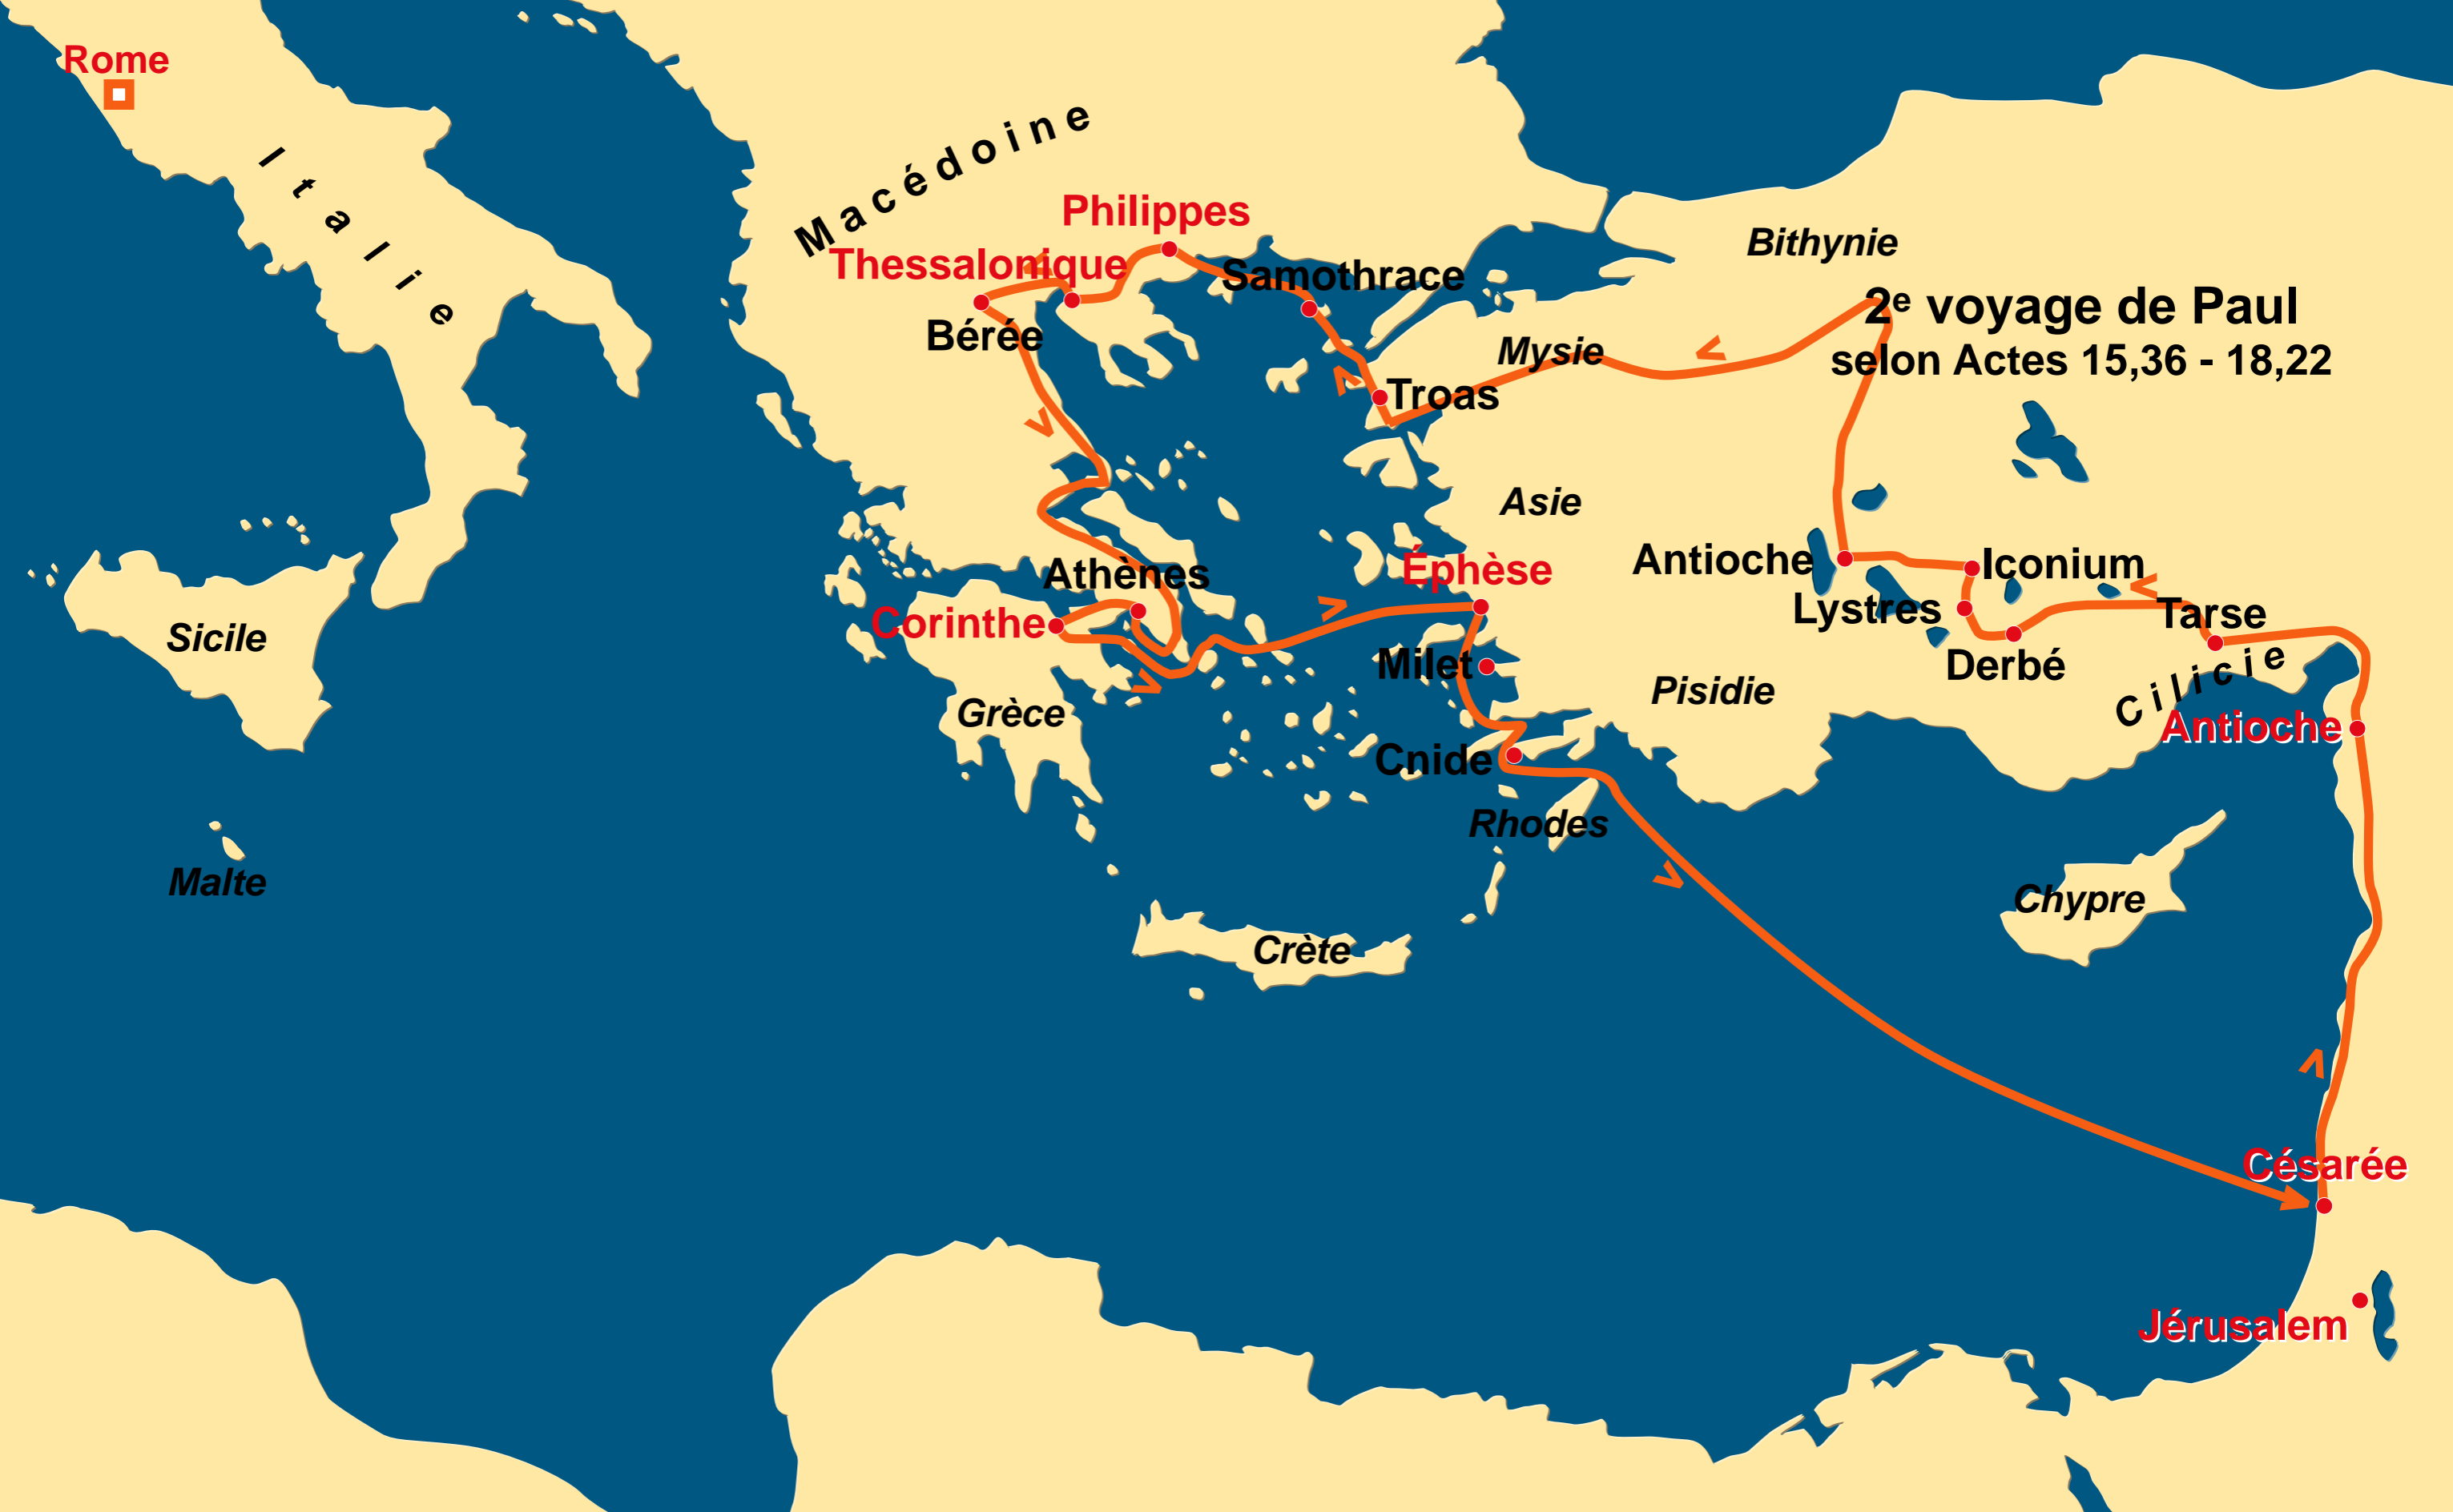 Rome
Italie
Macédoine
Philippes
Thessalonique
Samothrace
Bérée
Bithynie
2e voyage de Paul
selon Actes 15,36 - 18,22
Mysie
Troas
Asie
Antioche
Iconium
Éphèse
Athènes
Lystres
Tarse
Corinthe
Sicile
Milet
Derbé
Cilicie
Pisidie
Grèce
Antioche
Cnide
Rhodes
Malte
Chypre
Crète
Césarée
Jérusalem